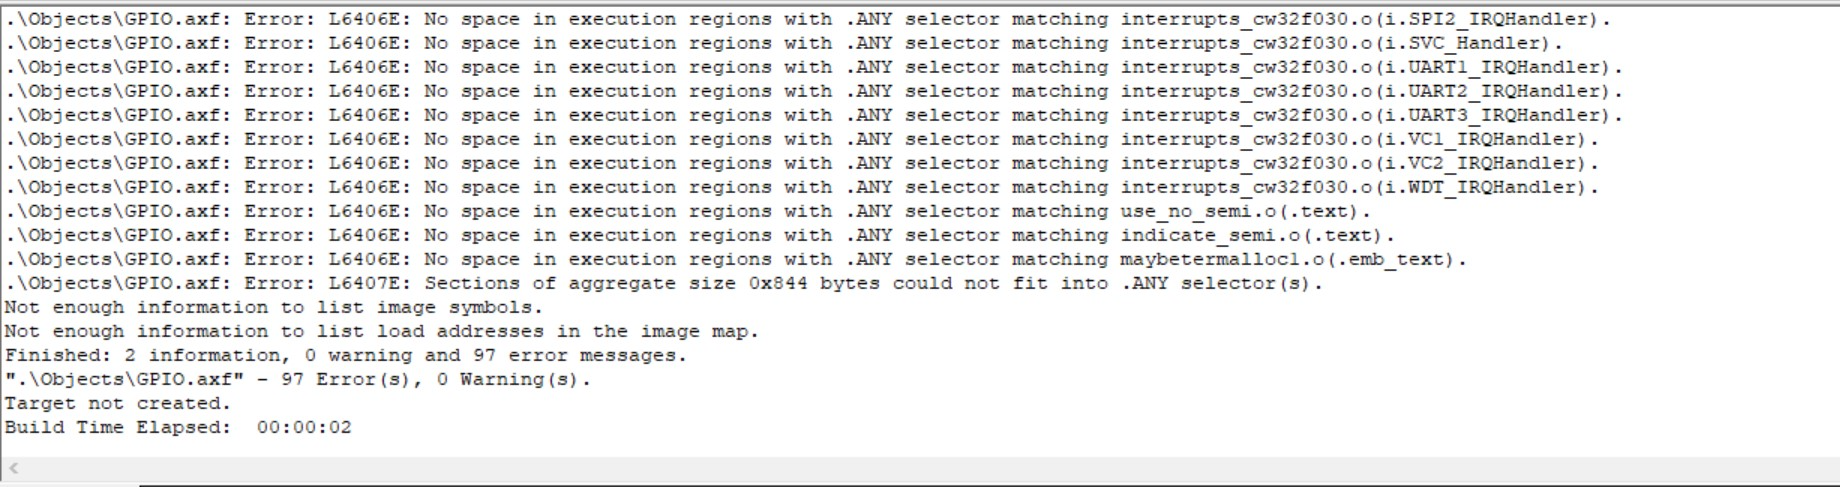 .\Objects\GPIO.axf: Error: L6406E: No space in execution regions with .ANY selector matching interrupts_cw32f030.o(i.SPI2_IRQHandler).
.\Objects\GPIO.axf: Error: L6406E: No space in execution regions with .ANY selector matching interrupts_cw32f030.o(i.SVC_Handler).
.\Objects\GPIO.axf: Error: L6406E: No space in execution regions with .ANY selector matching interrupts_cw32f030.o(i.UART1_IRQHandler).
.\Objects\GPIO.axf: Error: L6406E: No space in execution regions with .ANY selector matching interrupts_cw32f030.o(i.UART2_IRQHandler).
.\Objects\GPIO.axf: Error: L6406E: No space in execution regions with .ANY selector matching interrupts_cw32f030.o(i.UART3_IRQHandler).
.\Objects\GPIO.axf: Error: L6406E: No space in execution regions with .ANY selector matching interrupts_cw32f030.o(i.VC1_IRQHandler).
.\Objects\GPIO.axf: Error: L6406E: No space in execution regions with .ANY selector matching interrupts_cw32f030.o(i.VC2_IRQHandler).
.\Objects\GPIO.axf: Error: L6406E: No space in execution regions with .ANY selector matching interrupts_cw32f030.o(i.WDT_IRQHandler).
.\Objects\GPIO.axf: Error: L6406E: No space in execution regions with .ANY selector matching use_no_semi.o(.text).
.\Objects\GPIO.axf: Error: L6406E: No space in execution regions with .ANY selector matching indicate_semi.o(.text).
.\Objects\GPIO.axf: Error: L6406E: No space in execution regions with .ANY selector matching maybetermalloc1.o(.emb_text).
.\Objects\GPIO.axf: Error: L6407E: Sections of aggregate size 0x844 bytes could not fit into .ANY selector(s).
Not enough information to list image symbols.
Not enough information to list load addresses in the image map.
Finished: 2 information, 0 warning and 97 error messages.
".\Objects\GPIO.axf" - 97 Error(s), 0 Warning(s).
Target not created.
Build Time Elapsed:  00:00:02